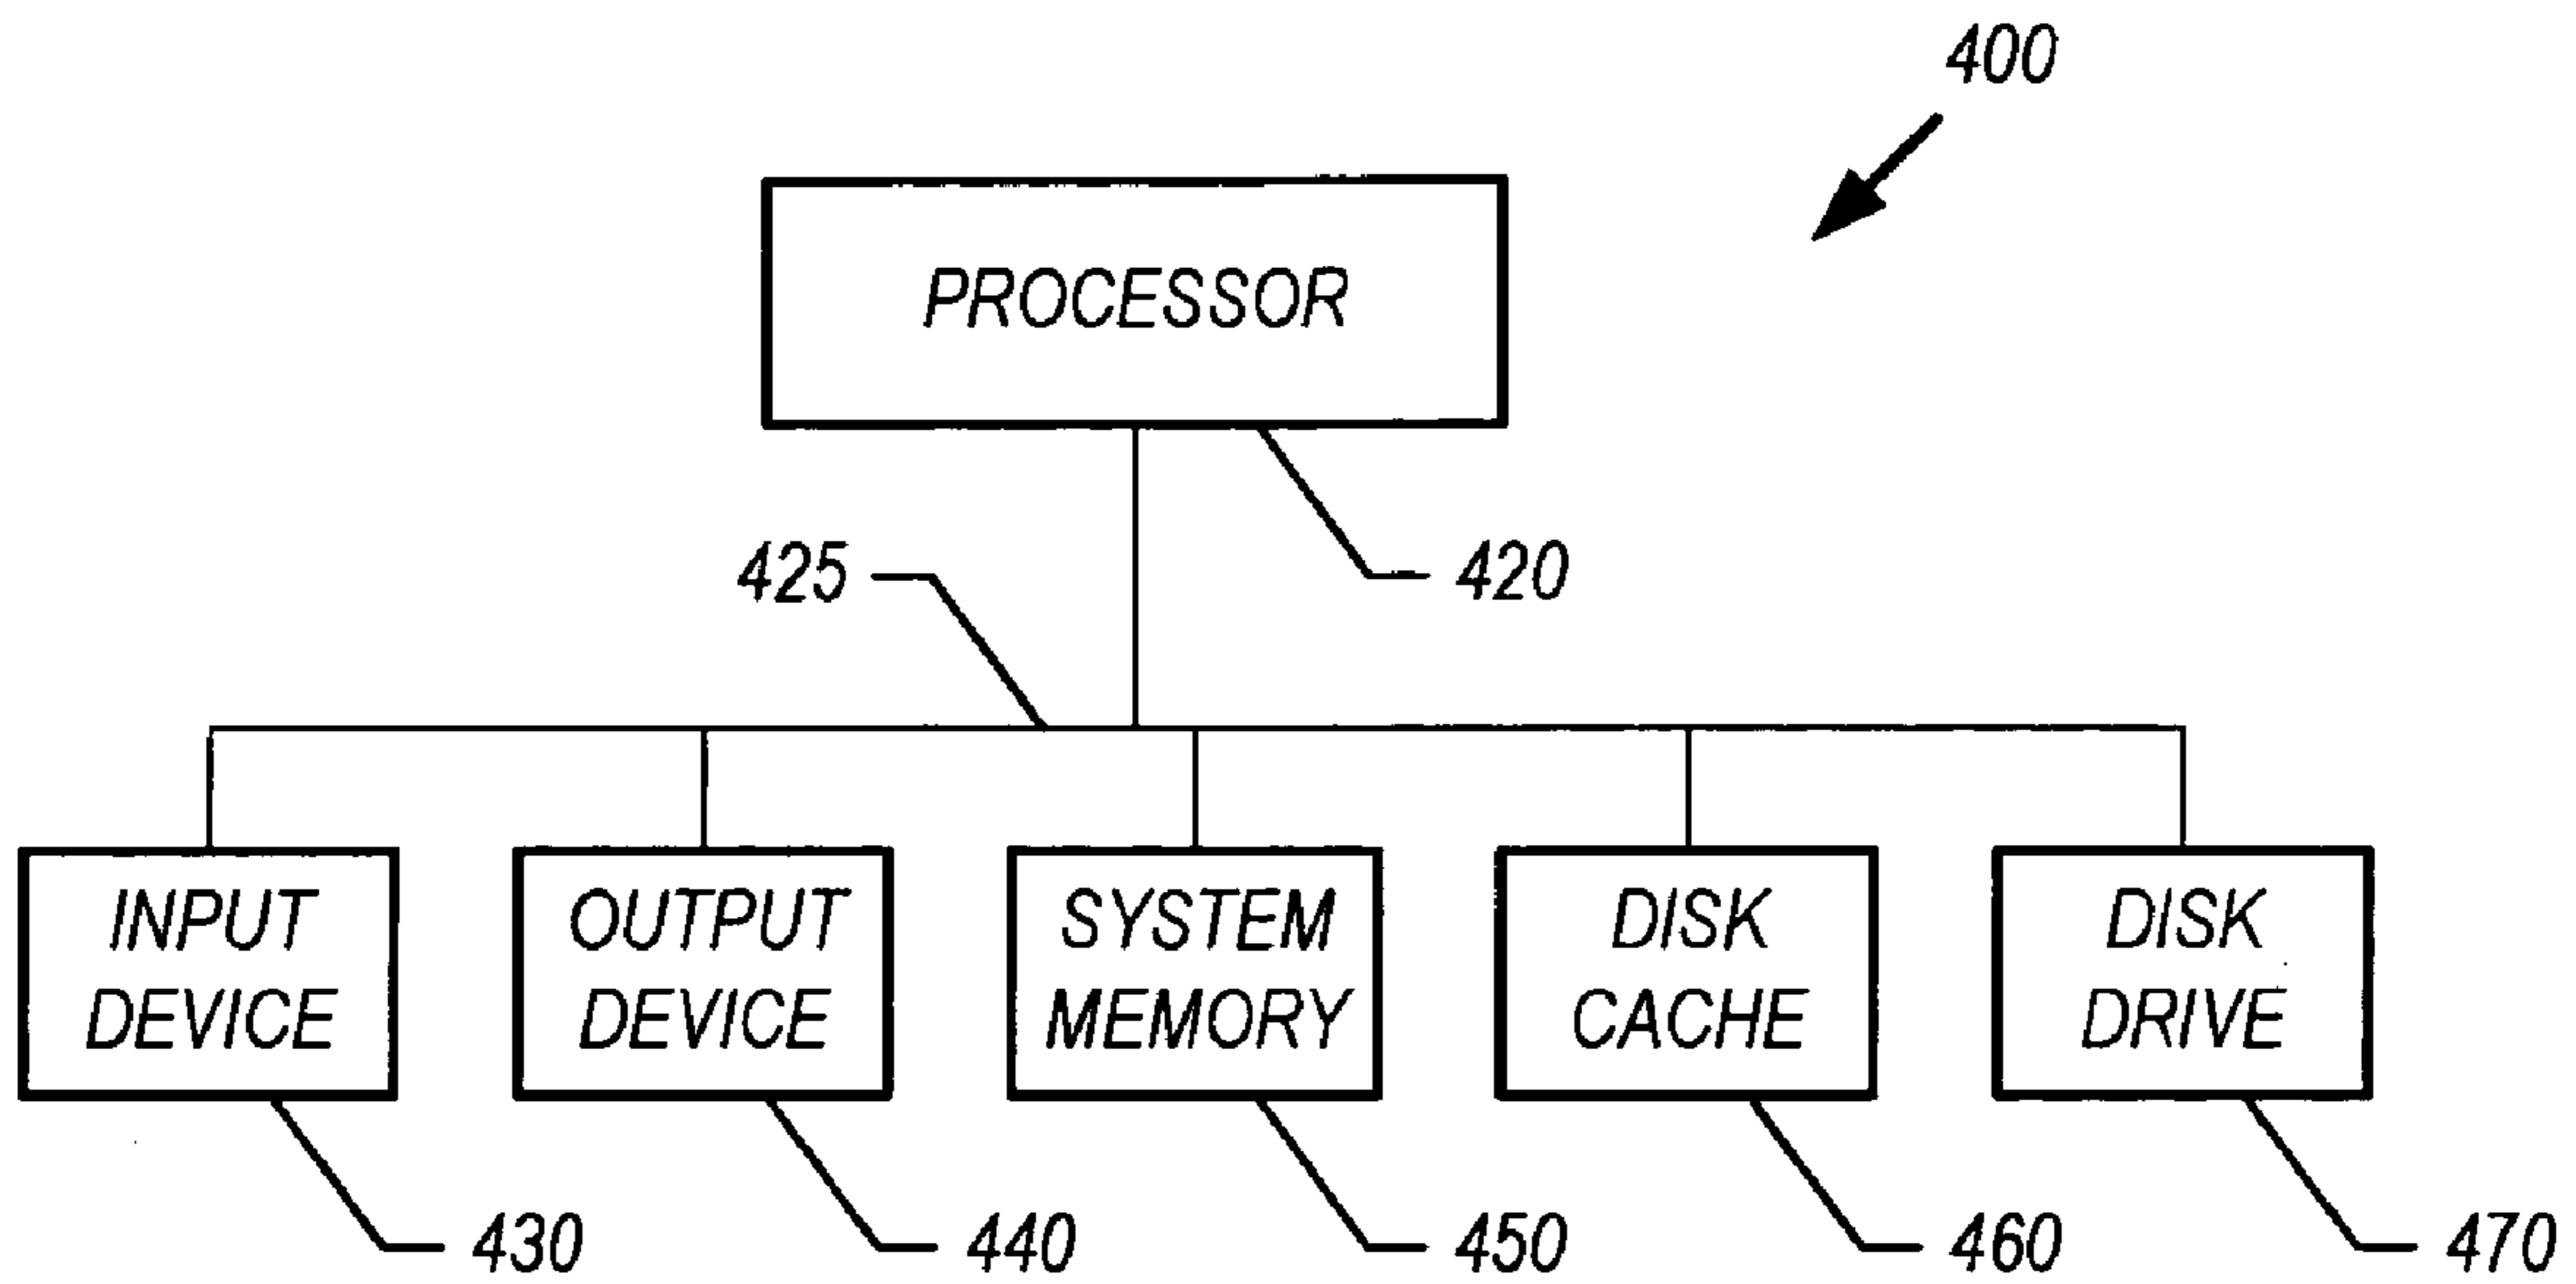 400
PROCESSOR
425
420
INPUT
DEVICE
OUTPUT
DEVICE
SYSTEM
MEMORY
DISK
CACHE
DISK
DRIVE
430
440
450
460
470